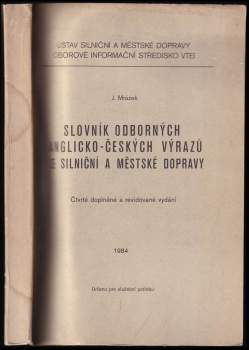 ÚSTAV SILNIČNÍ A MĚSTSKÉ DOPRAVY
OBOROVÉ INFORMAČNÍ STŘEDISKO VTEI
J. Mrázek
SLOVNÍK ODBORNÝCH
ANGLICKO-ČESKÝCH VÝRAZŮ
ZE SILNIČNÍ A MĚSTSKÉ DOPRAVY
Čtvrté doplněné a revidované vydání
1984
Určeno pro služební potřebu